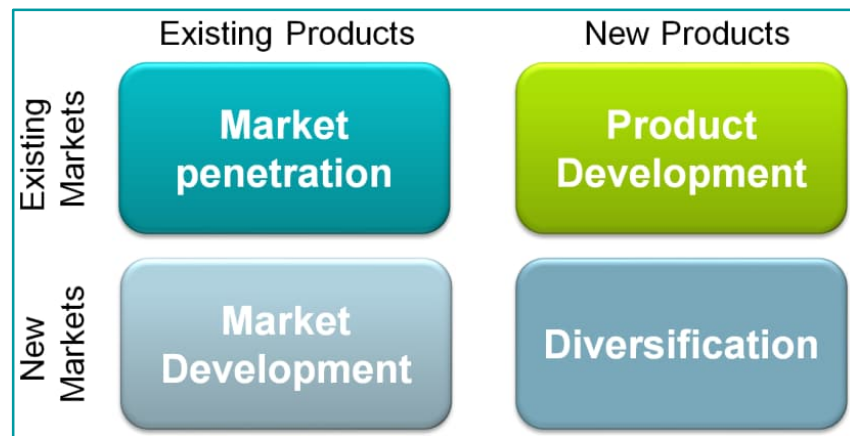 Existing Products
New Products
Existing
Markets
Market
penetration
Product
Development
New
Markets
Market
Development
Diversification